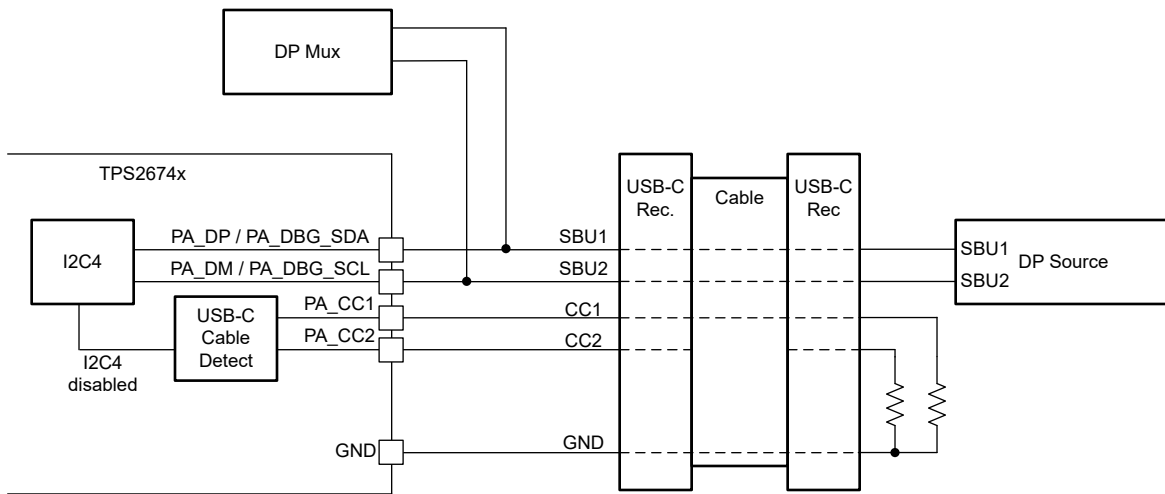 DP Mux
TPS2674x
USB-C
Rec.
Cable
USB-C
Rec
I2C4
PA_DP / PA_DBG_SDA
SBU1
SBU1
DP Source
PA_DM / PA_DBG_SCL
SBU2
SBU2
USB-C
Cable
Detect
PA_CC1
CC1
PA_CC2
CC2
I2C4
disabled
GND
GND